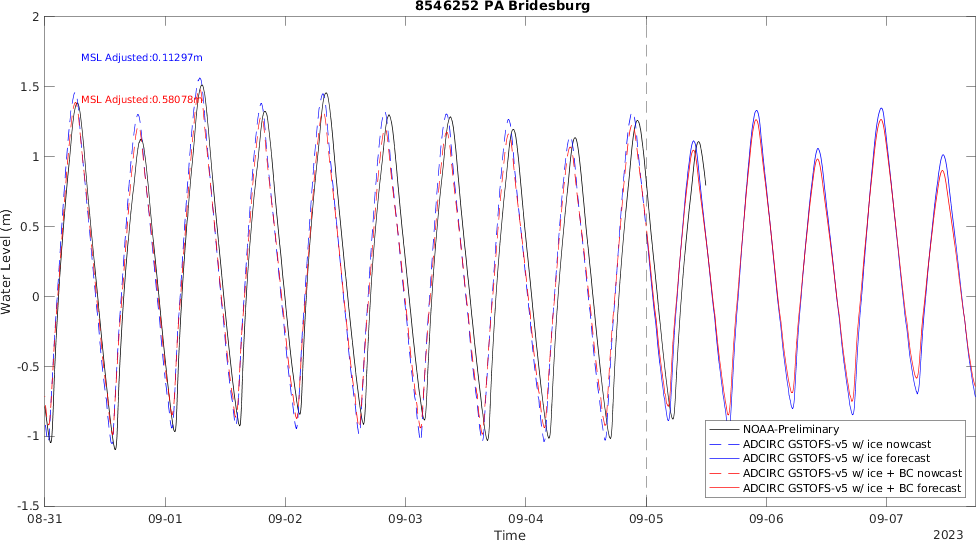 8546252 PA Bridesburg
2
MSL Adjusted:0.11297m
1.5
MSL Adjusted:0.58078m
1
0.5
Water Level (m)
0
-0.5
-1
NOAA-Preliminary
ADCIRC GSTOFS-v5 w/ ice nowcast
ADCIRC GSTOFS-v5 w/ ice forecast
ADCIRC GSTOFS-v5 w/ ice + BC nowcast
ADCIRC GSTOFS-v5 w/ ice + BC forecast
-1.5
08-31 09-01 09-02 09-03 09-04 09-05 09-06 09-07
Time
2023